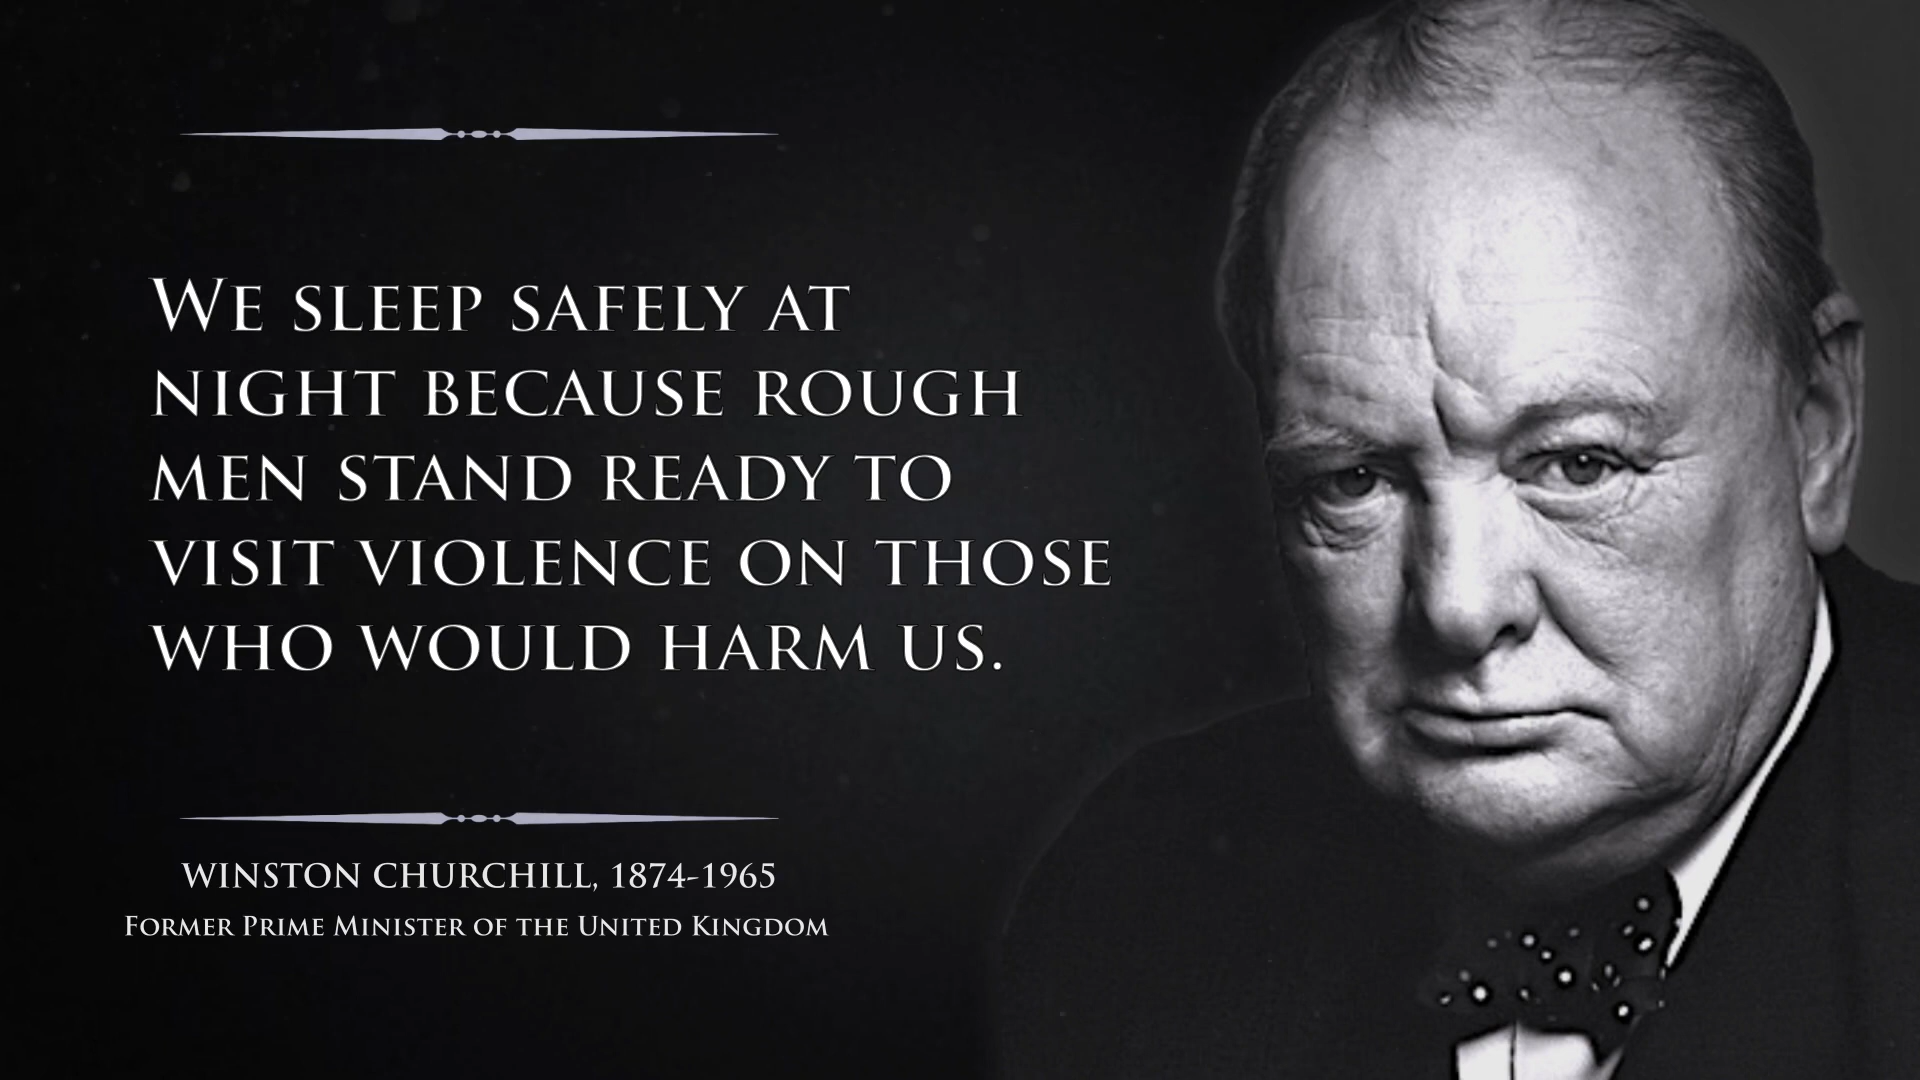 We sleep safely at
night because rough
men stand ready to
visit violence on those
who would harm us.
Winston Churchill, 1874-1965
Former Prime Minister of the United Kingdom